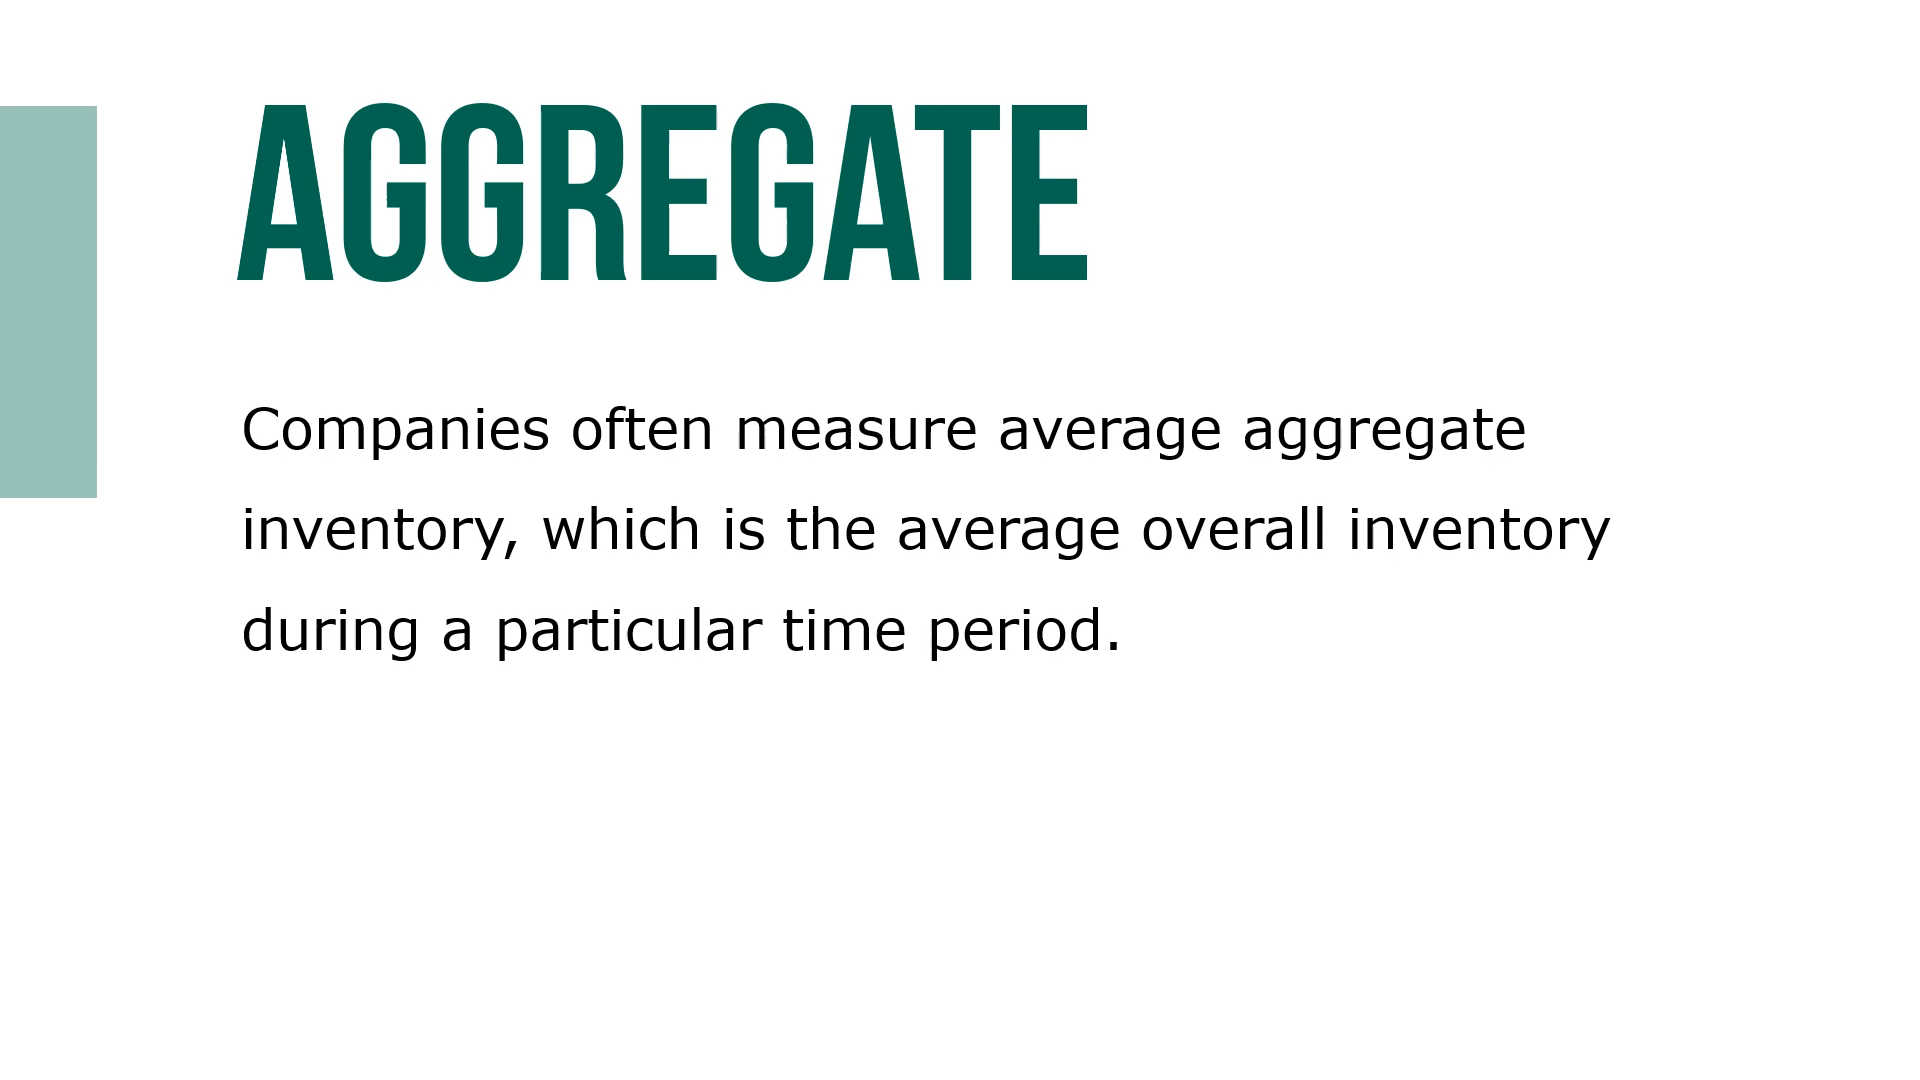 AGGREGATE
Companies often measure average aggregate
inventory, which is the average overall inventory
during a particular time period.